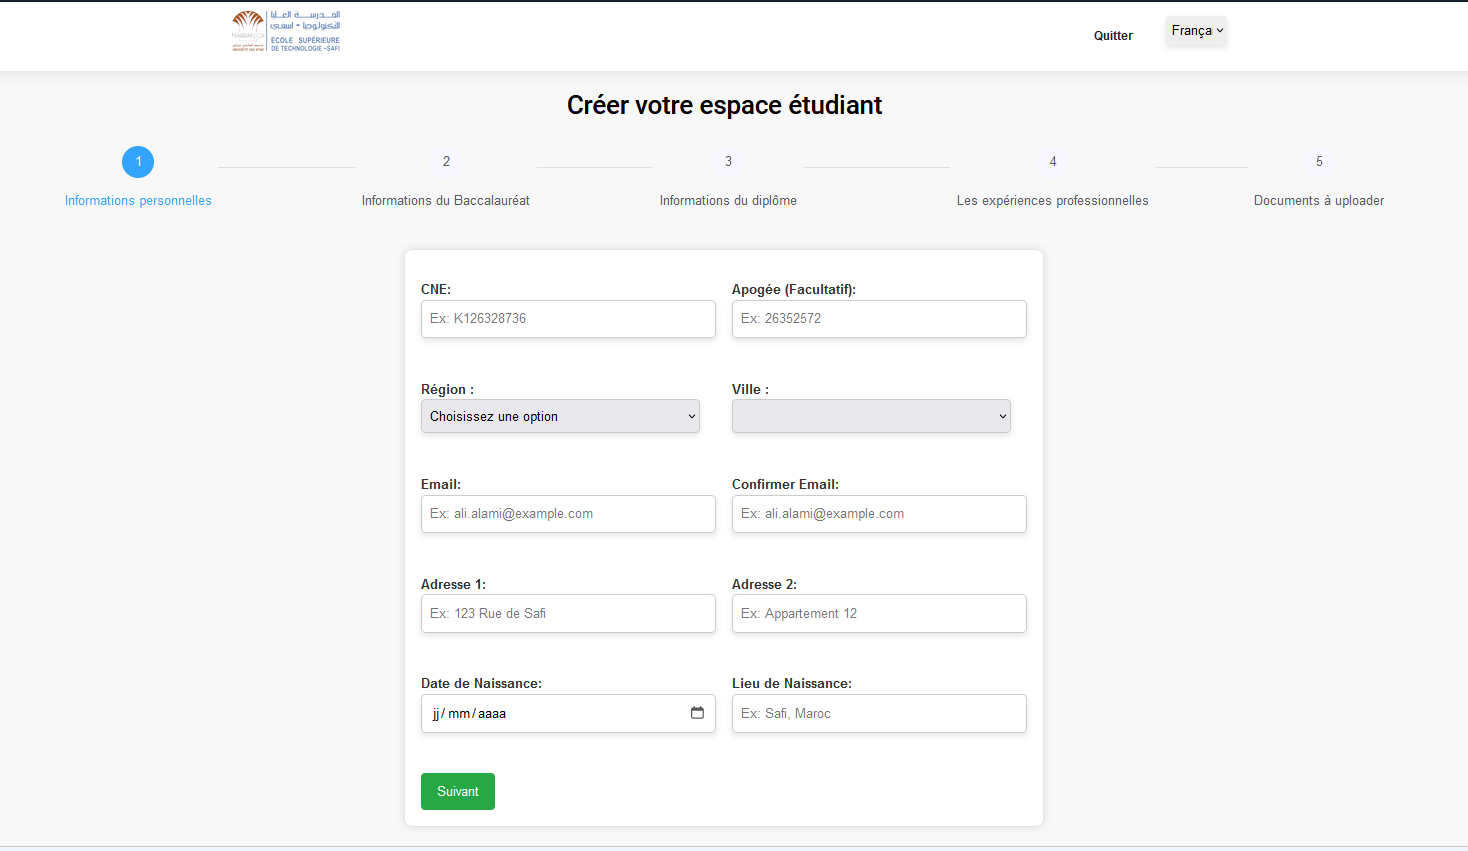 المدرسة العليا
للتكنولوجيا - آسفي
MARRAKECH
ÉCOLE SUPÉRIEURE
DE TECHNOLOGIE -SAFI
Quitter
Françai
Créer votre espace étudiant
1
2
3
4
5
Informations personnelles
Informations du Baccalauréat
Informations du diplôme
Les expériences professionnelles
Documents à uploader
CNE:
Apogée (Facultatif):
Ex: K126328736
Ex: 26352572
Région :
Ville :
Choisissez une option
Email:
Confirmer Email:
Ex: ali.alami@example.com
Ex: ali.alami@example.com
Adresse 1:
Adresse 2:
Ex: 123 Rue de Safi
Ex: Appartement 12
Date de Naissance:
Lieu de Naissance:
jj/mm/aaaa
Ex: Safi, Maroc
Suivant